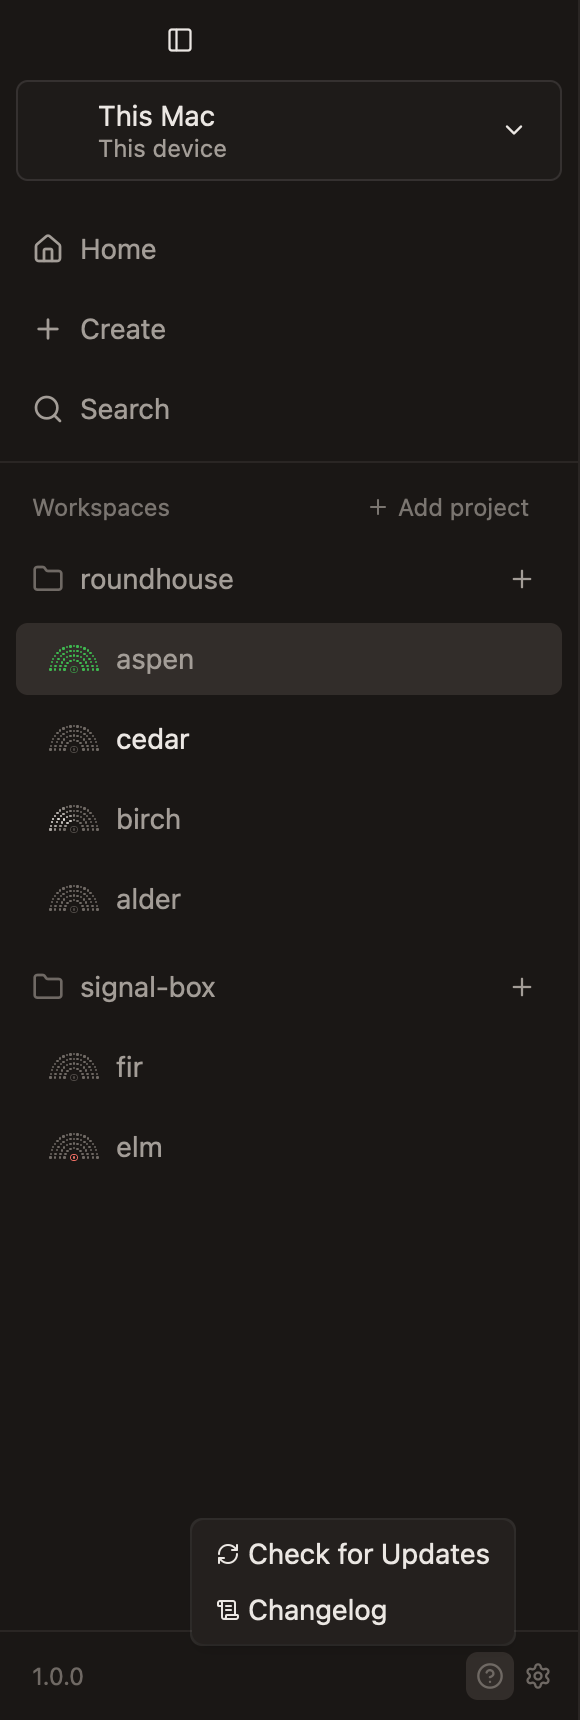 This Mac
This device
Home
Create
Search
Workspaces
Add project
roundhouse
aspen
cedar
birch
alder
signal-box
fir
elm
Check for Updates
Changelog
1.0.0